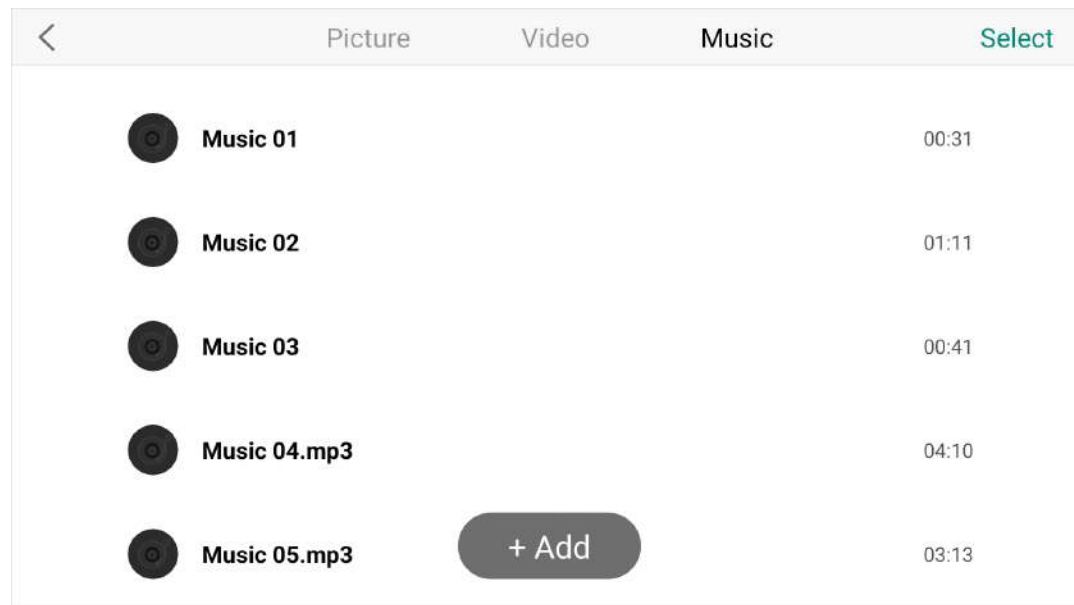 Picture Video Music Select
Music 01 00:31
Music 02 01:11
Music 03 00:41
Music 04.mp3 04:10
Music 05.mp3 + Add 03:13